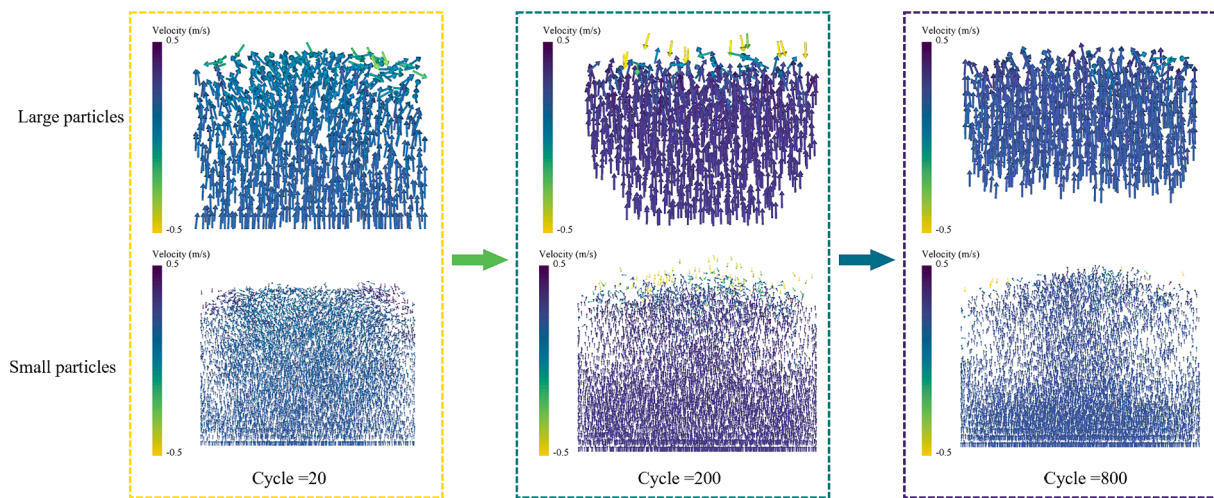 Velocity (m/s)
0.5
-0.5
Velocity (m/s)
0.5
-0.5
Velocity (m/s)
0.5
-0.5
Large particles
Velocity (m/s)
0.5
-0.5
Velocity (m/s)
0.5
-0.5
Velocity (m/s)
0.5
-0.5
Small particles
Cycle =20
Cycle =200
Cycle =800